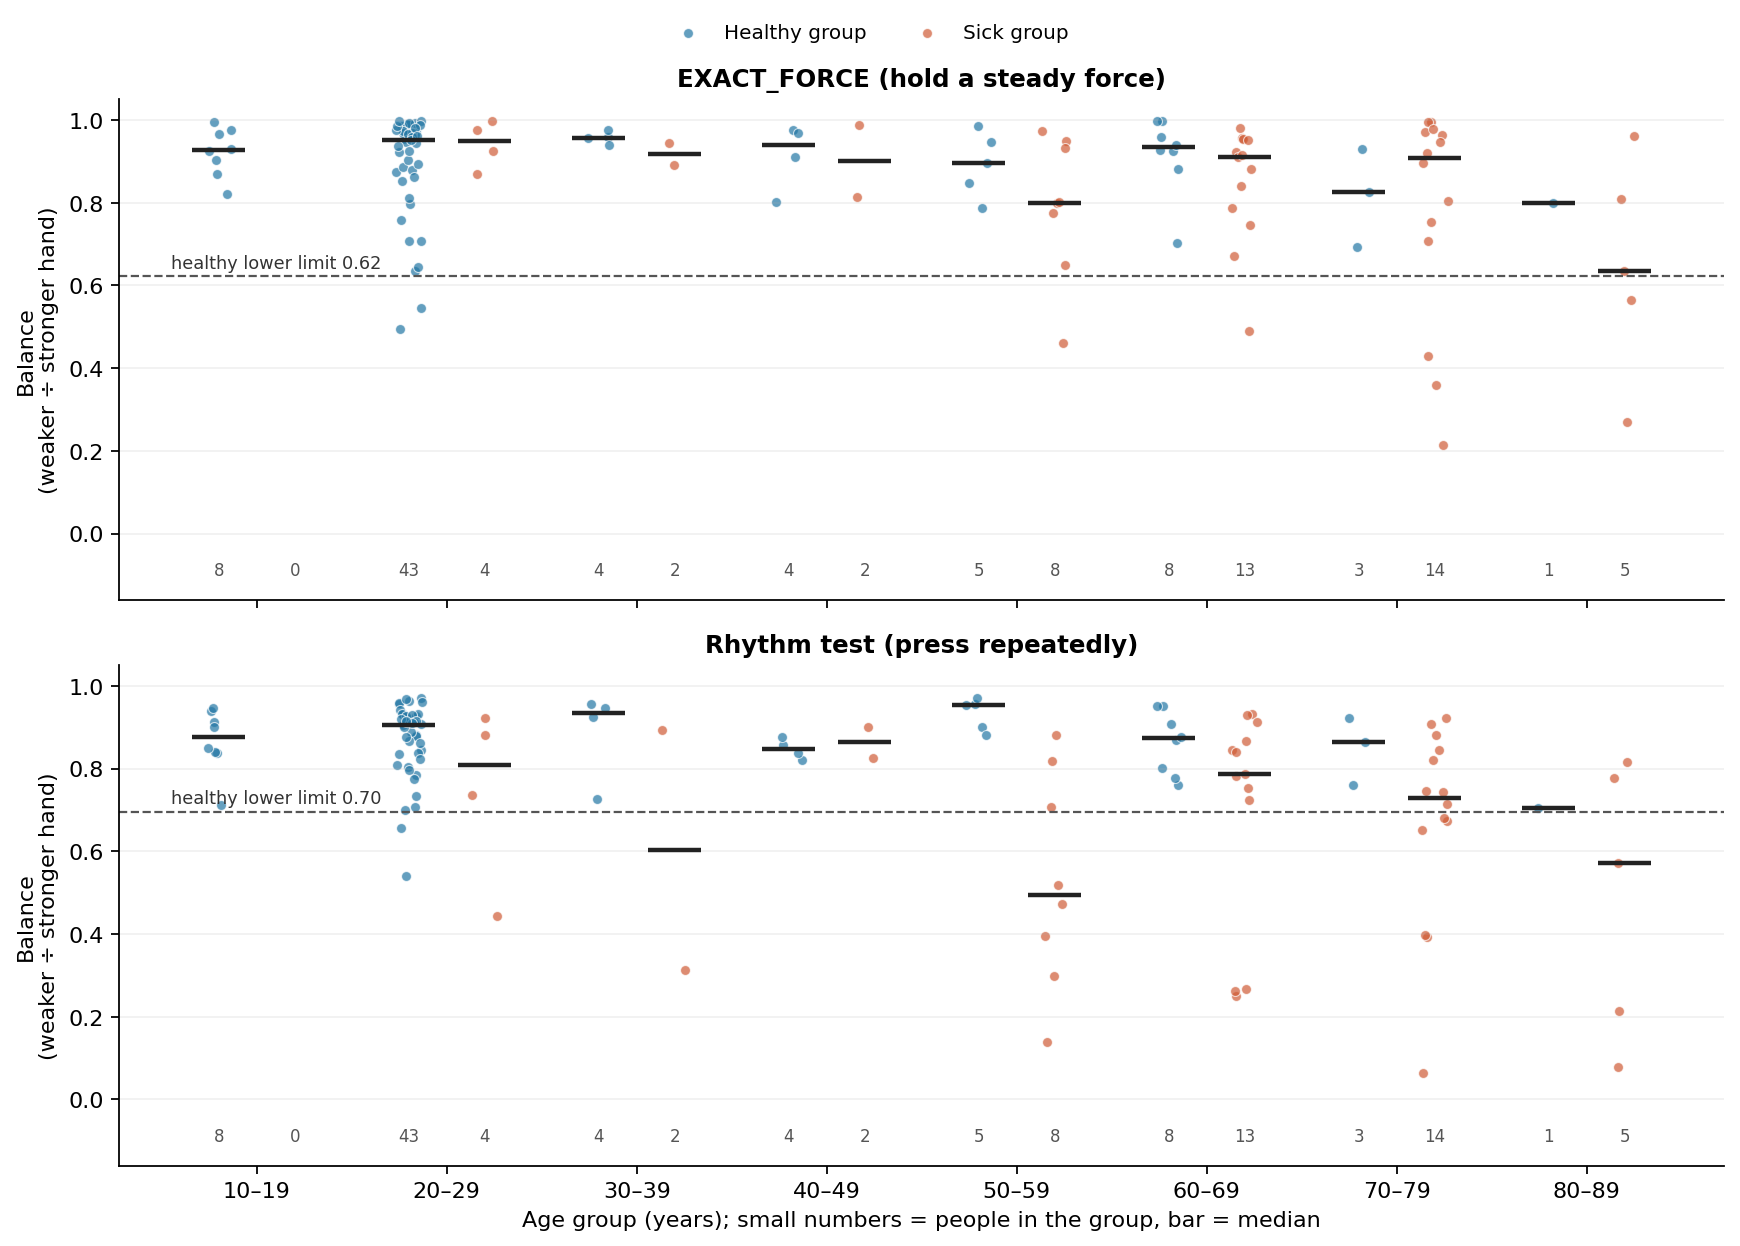 Healthy group
Sick group
EXACT_FORCE (hold a steady force)
Balance
(weaker ÷ stronger hand)
1.0
0.8
0.6
0.4
0.2
0.0
healthy lower limit 0.62
8 0 43 4 4 2 4 2 5 8 8 13 3 14 1 5
Rhythm test (press repeatedly)
Balance
(weaker ÷ stronger hand)
1.0
0.8
0.6
0.4
0.2
0.0
healthy lower limit 0.70
8 0 43 4 4 2 4 2 5 8 8 13 3 14 1 5
10–19 20–29 30–39 40–49 50–59 60–69 70–79 80–89
Age group (years); small numbers = people in the group, bar = median